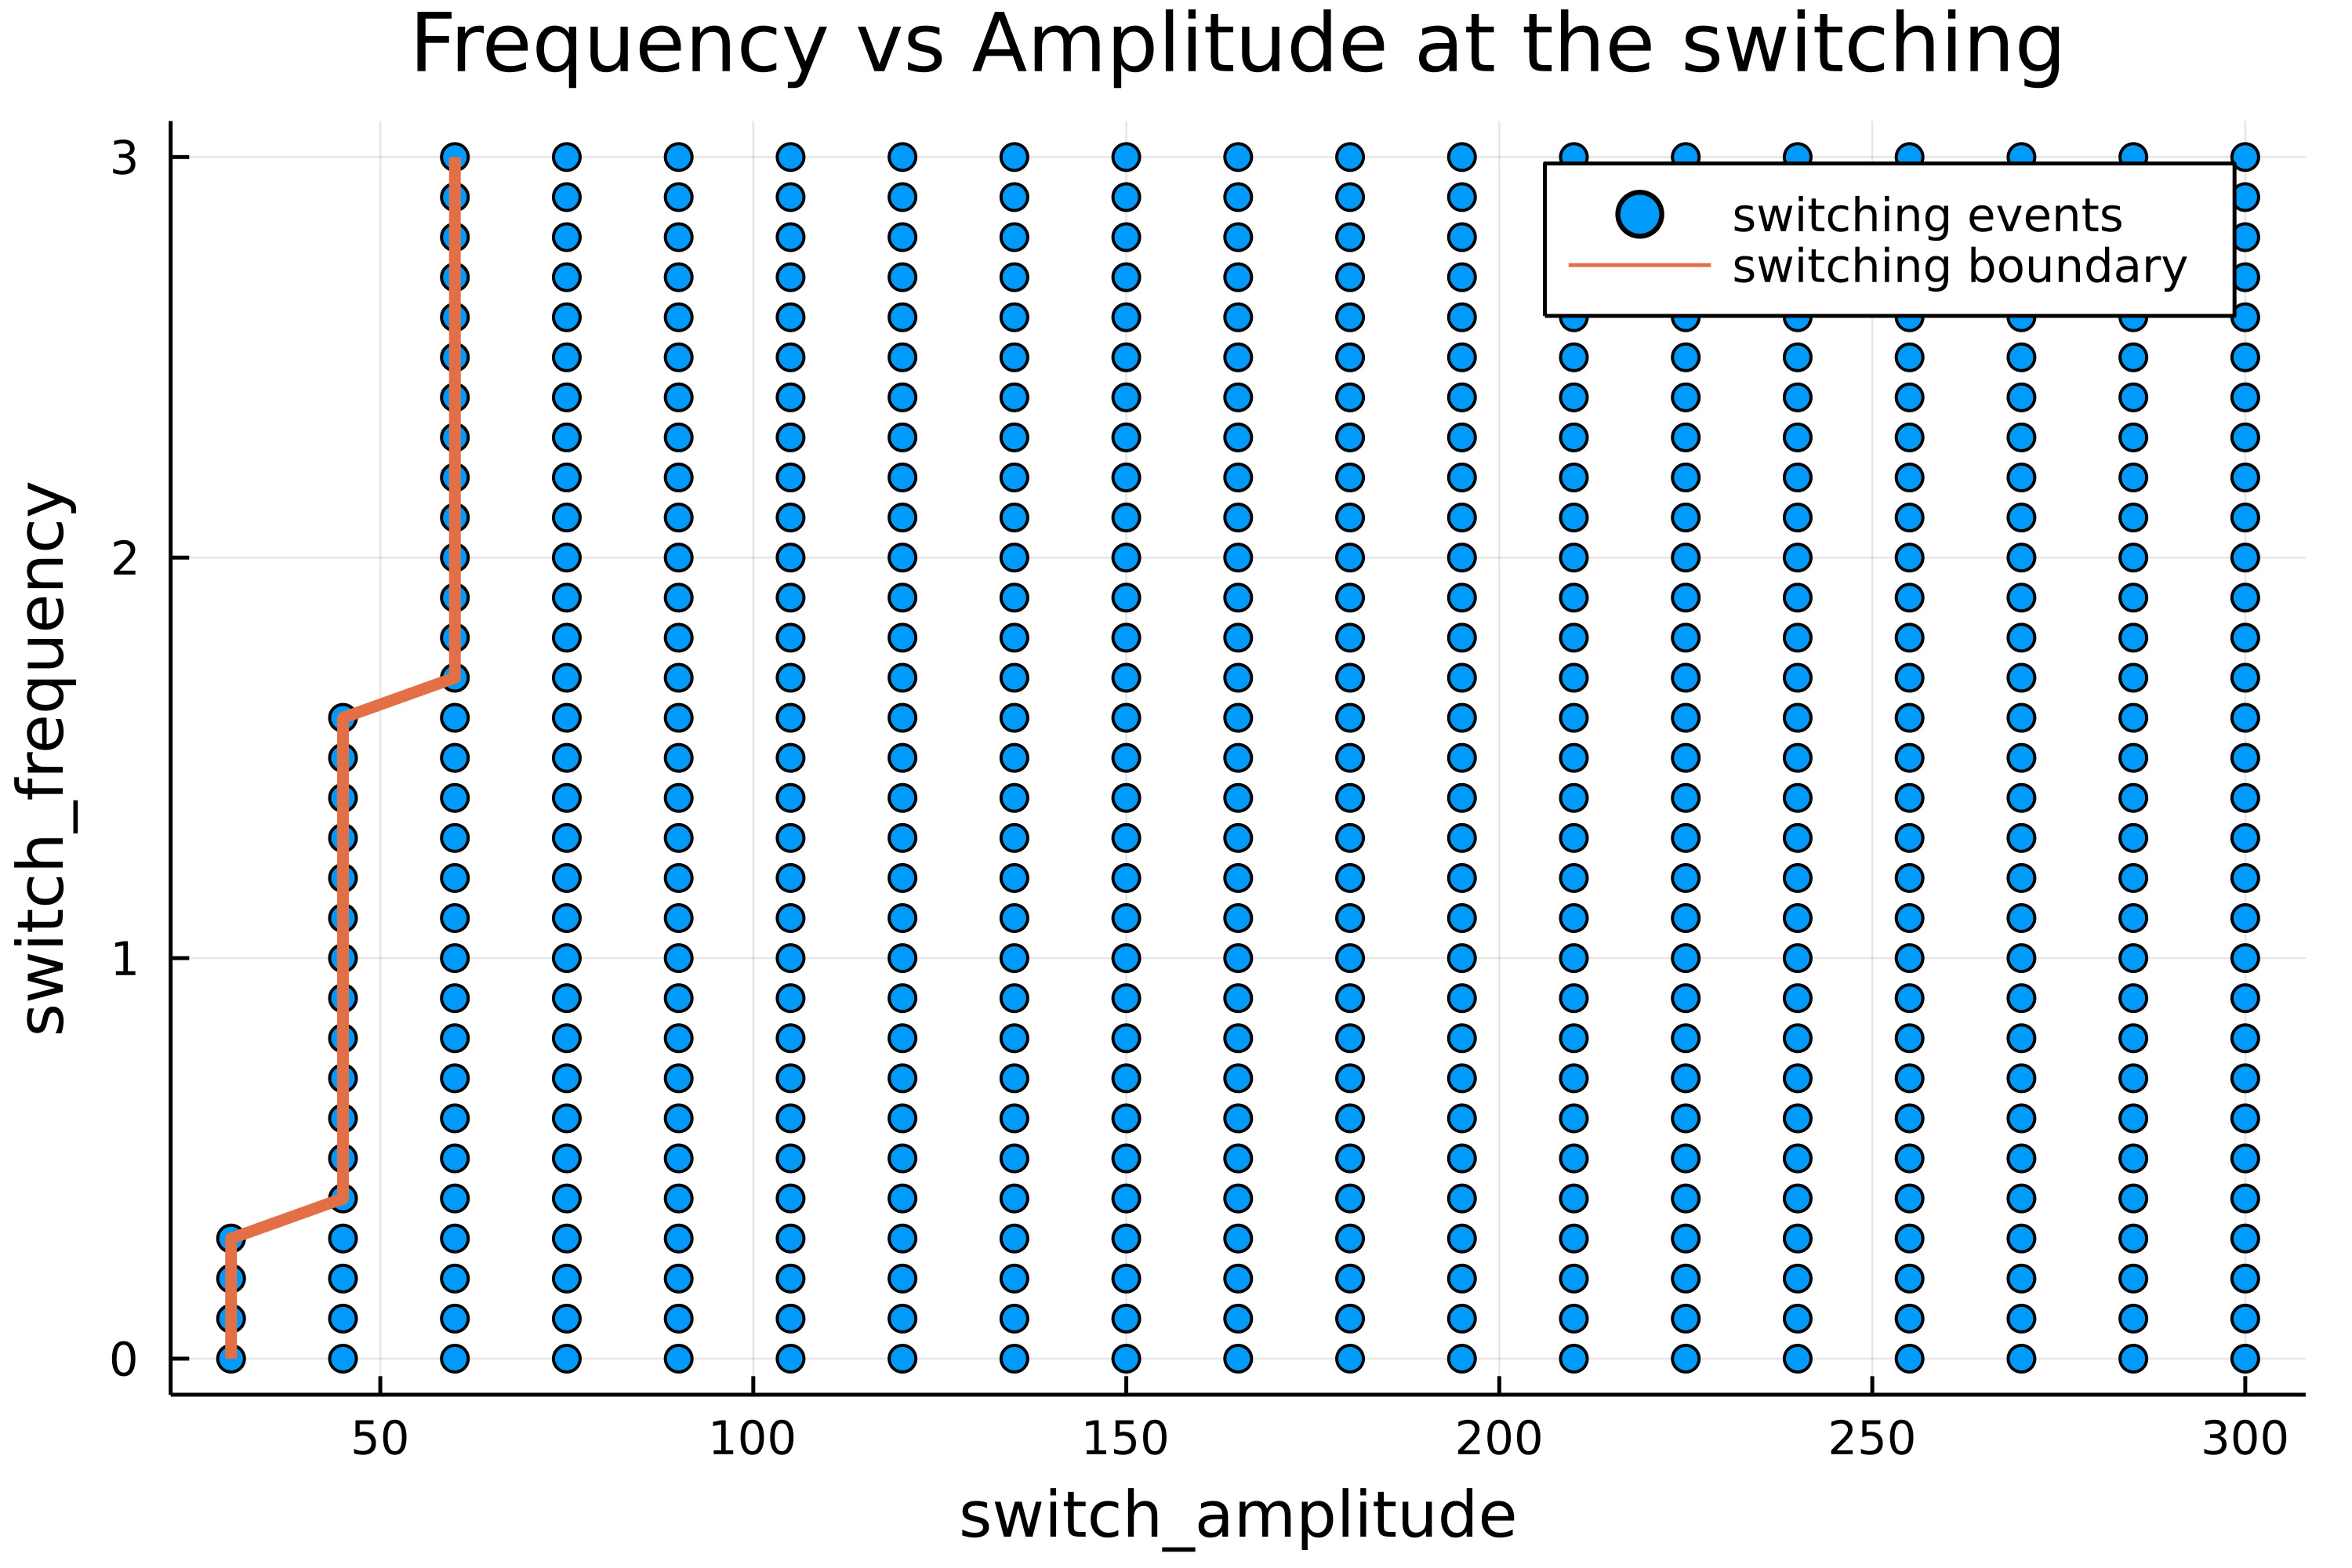 Frequency vs Amplitude at the switching
switching events
switching boundary
3
2
1
0
switch_frequency
50 100 150 200 250 300
switch_amplitude